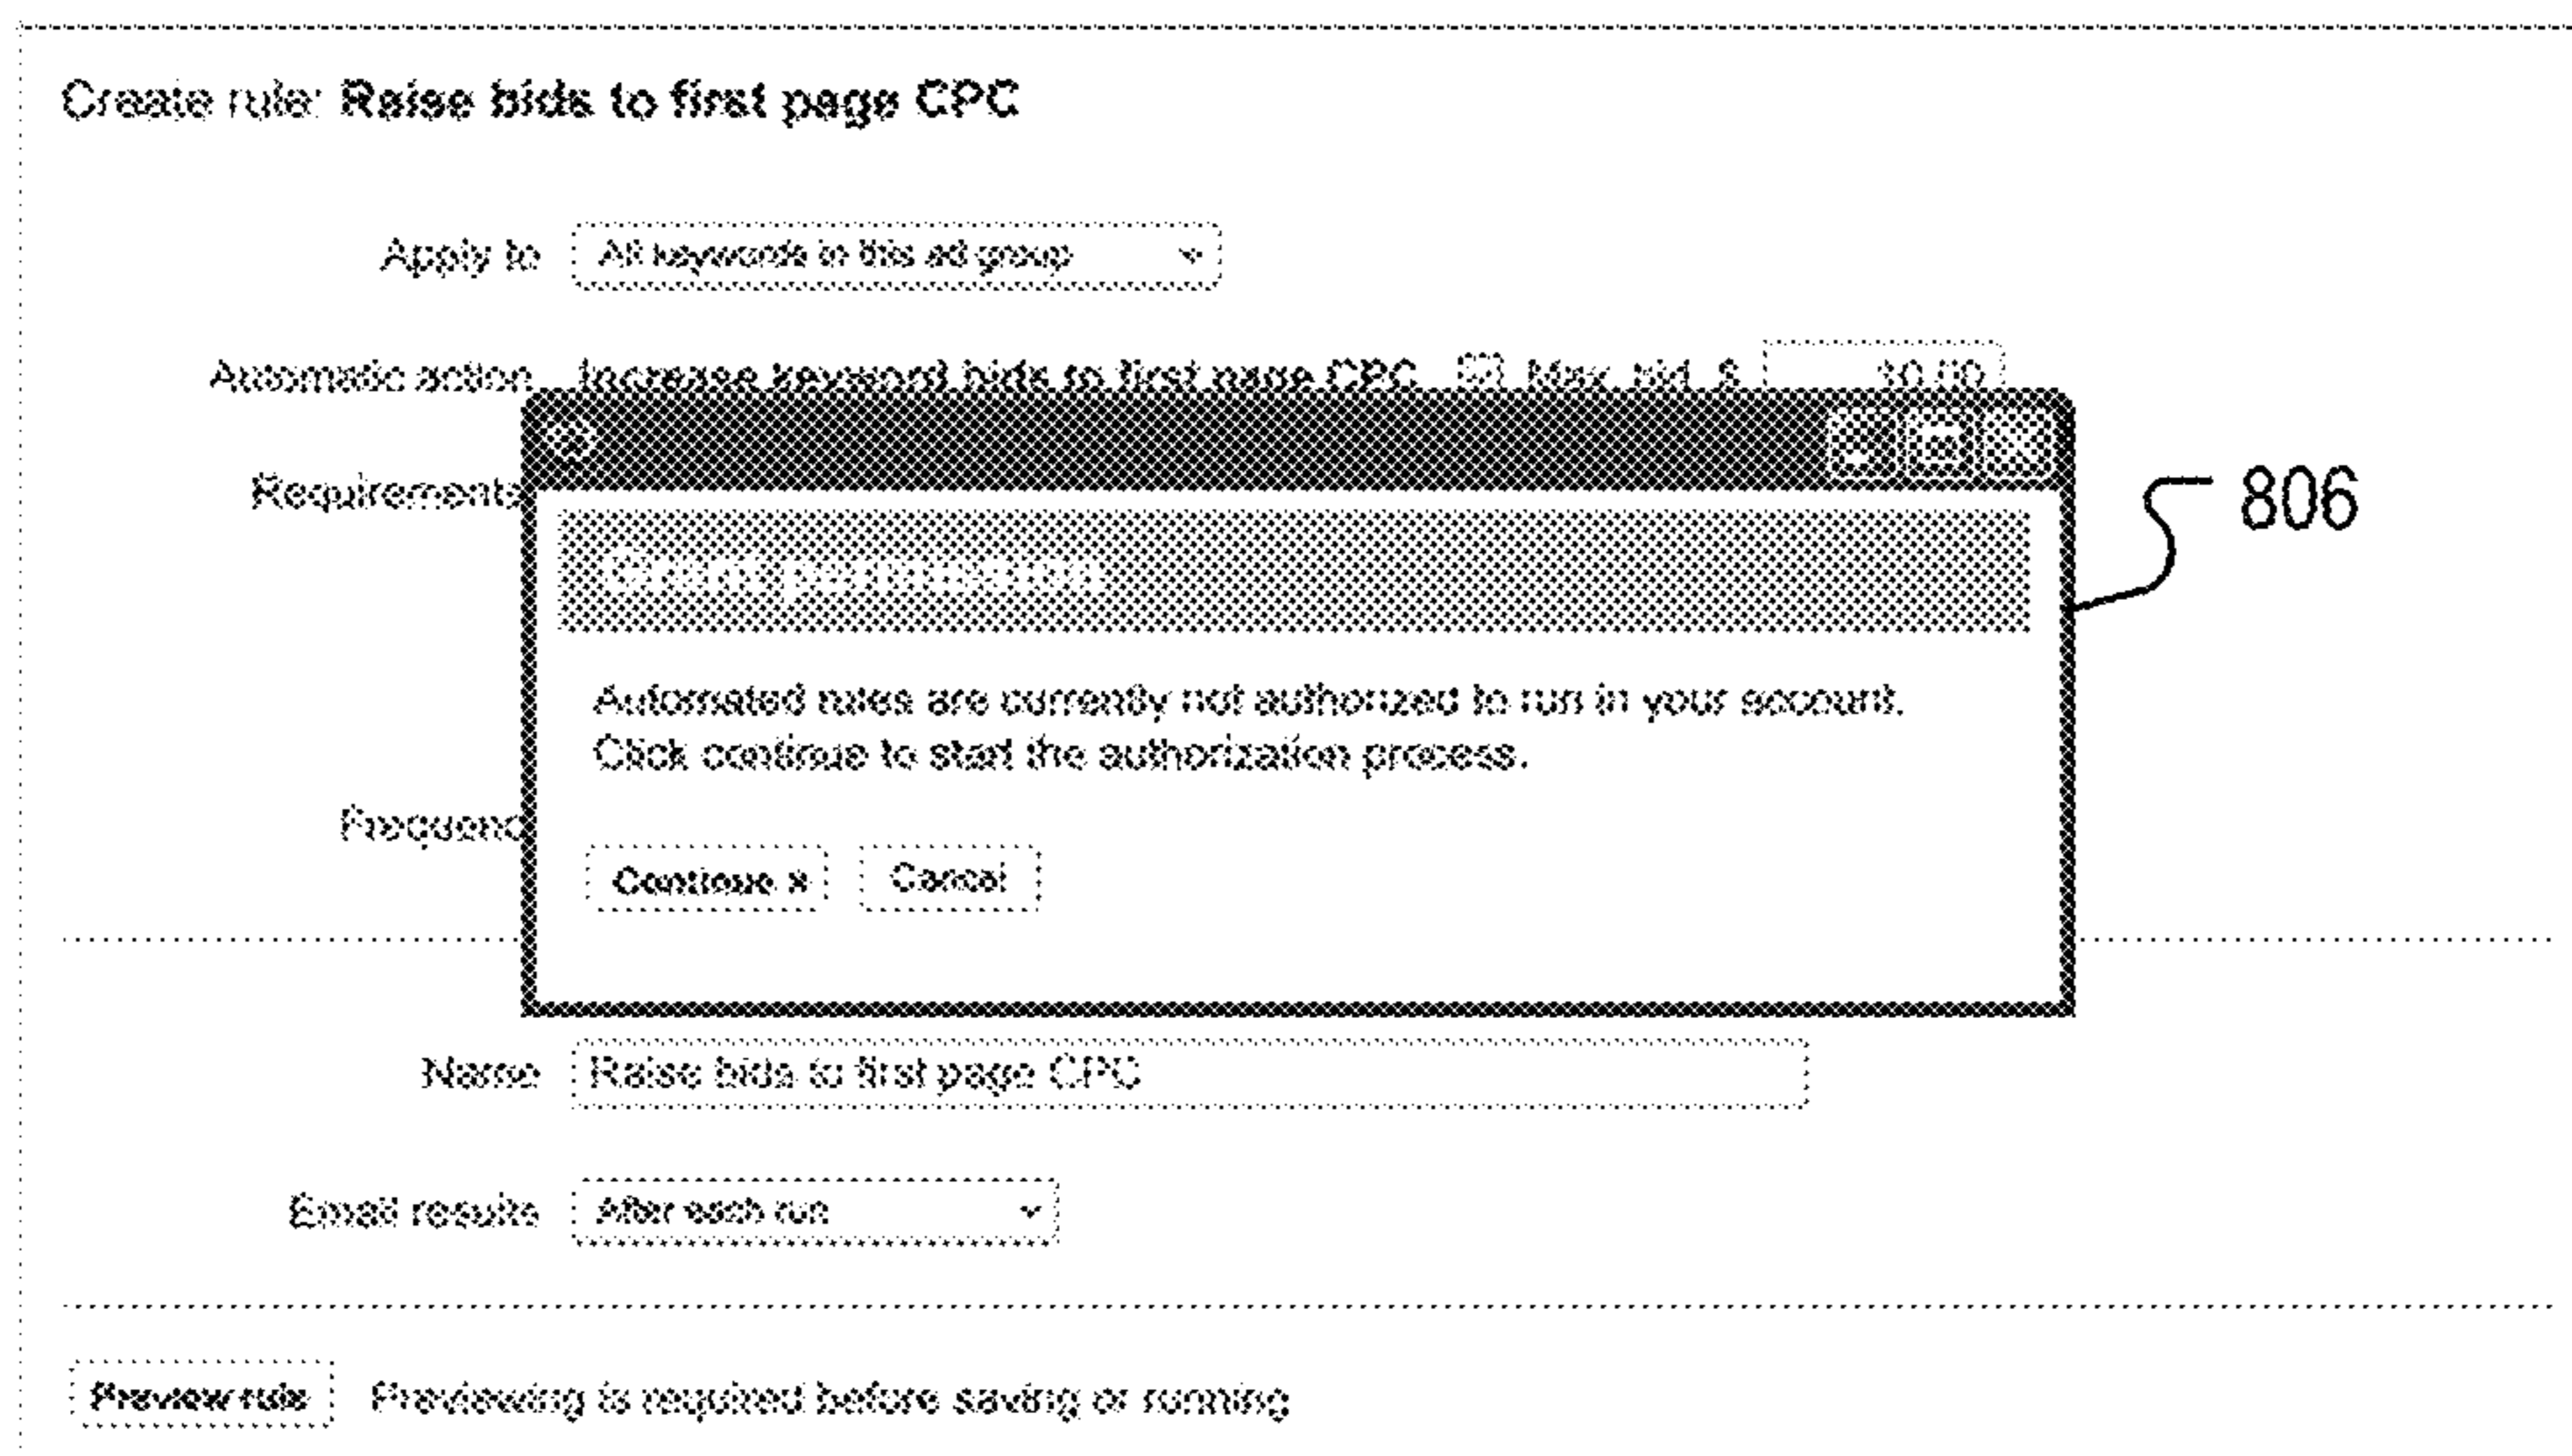 Create rule: Raise bids to first page CPC
Apply to All keywords in this ad group
Automatic action Increase keyword bids to first page CPC Max. bid $ 10.00
Requirements
Grant permission
806
Automated rules are currently not authorized to run in your account.
Click continue to start the authorization process.
Frequenc
Continue » Cancel
Name Raise bids to first page CPC
Email results After each run
Preview rule Previewing is required before saving or running